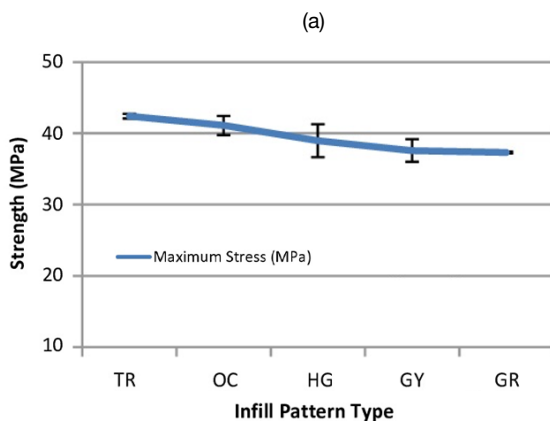 (a)
50
40
30
20
10
Strength (MPa)
Maximum Stress (MPa)
TR OC HG GY GR
Infill Pattern Type